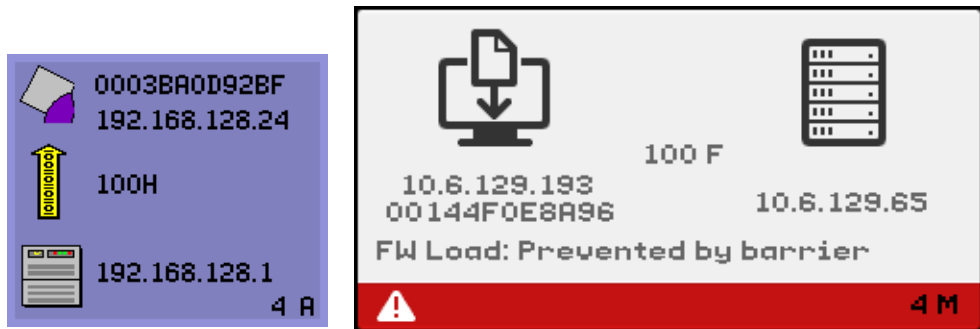 0003BA0D92BF
192.168.128.24
100H
192.168.128.1
4 A
100 F
10.6.129.193
00144F0E8A96
10.6.129.65
FW Load: Prevented by barrier
4 M